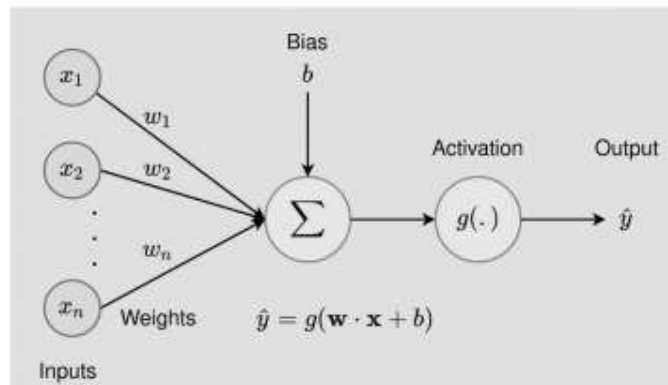 Bias
b
x₁
w₁
Activation
Output
x₂
w₂
∑
g(.)
ŷ
wₙ
xₙ
Weights
ŷ = g(w · x + b)
Inputs